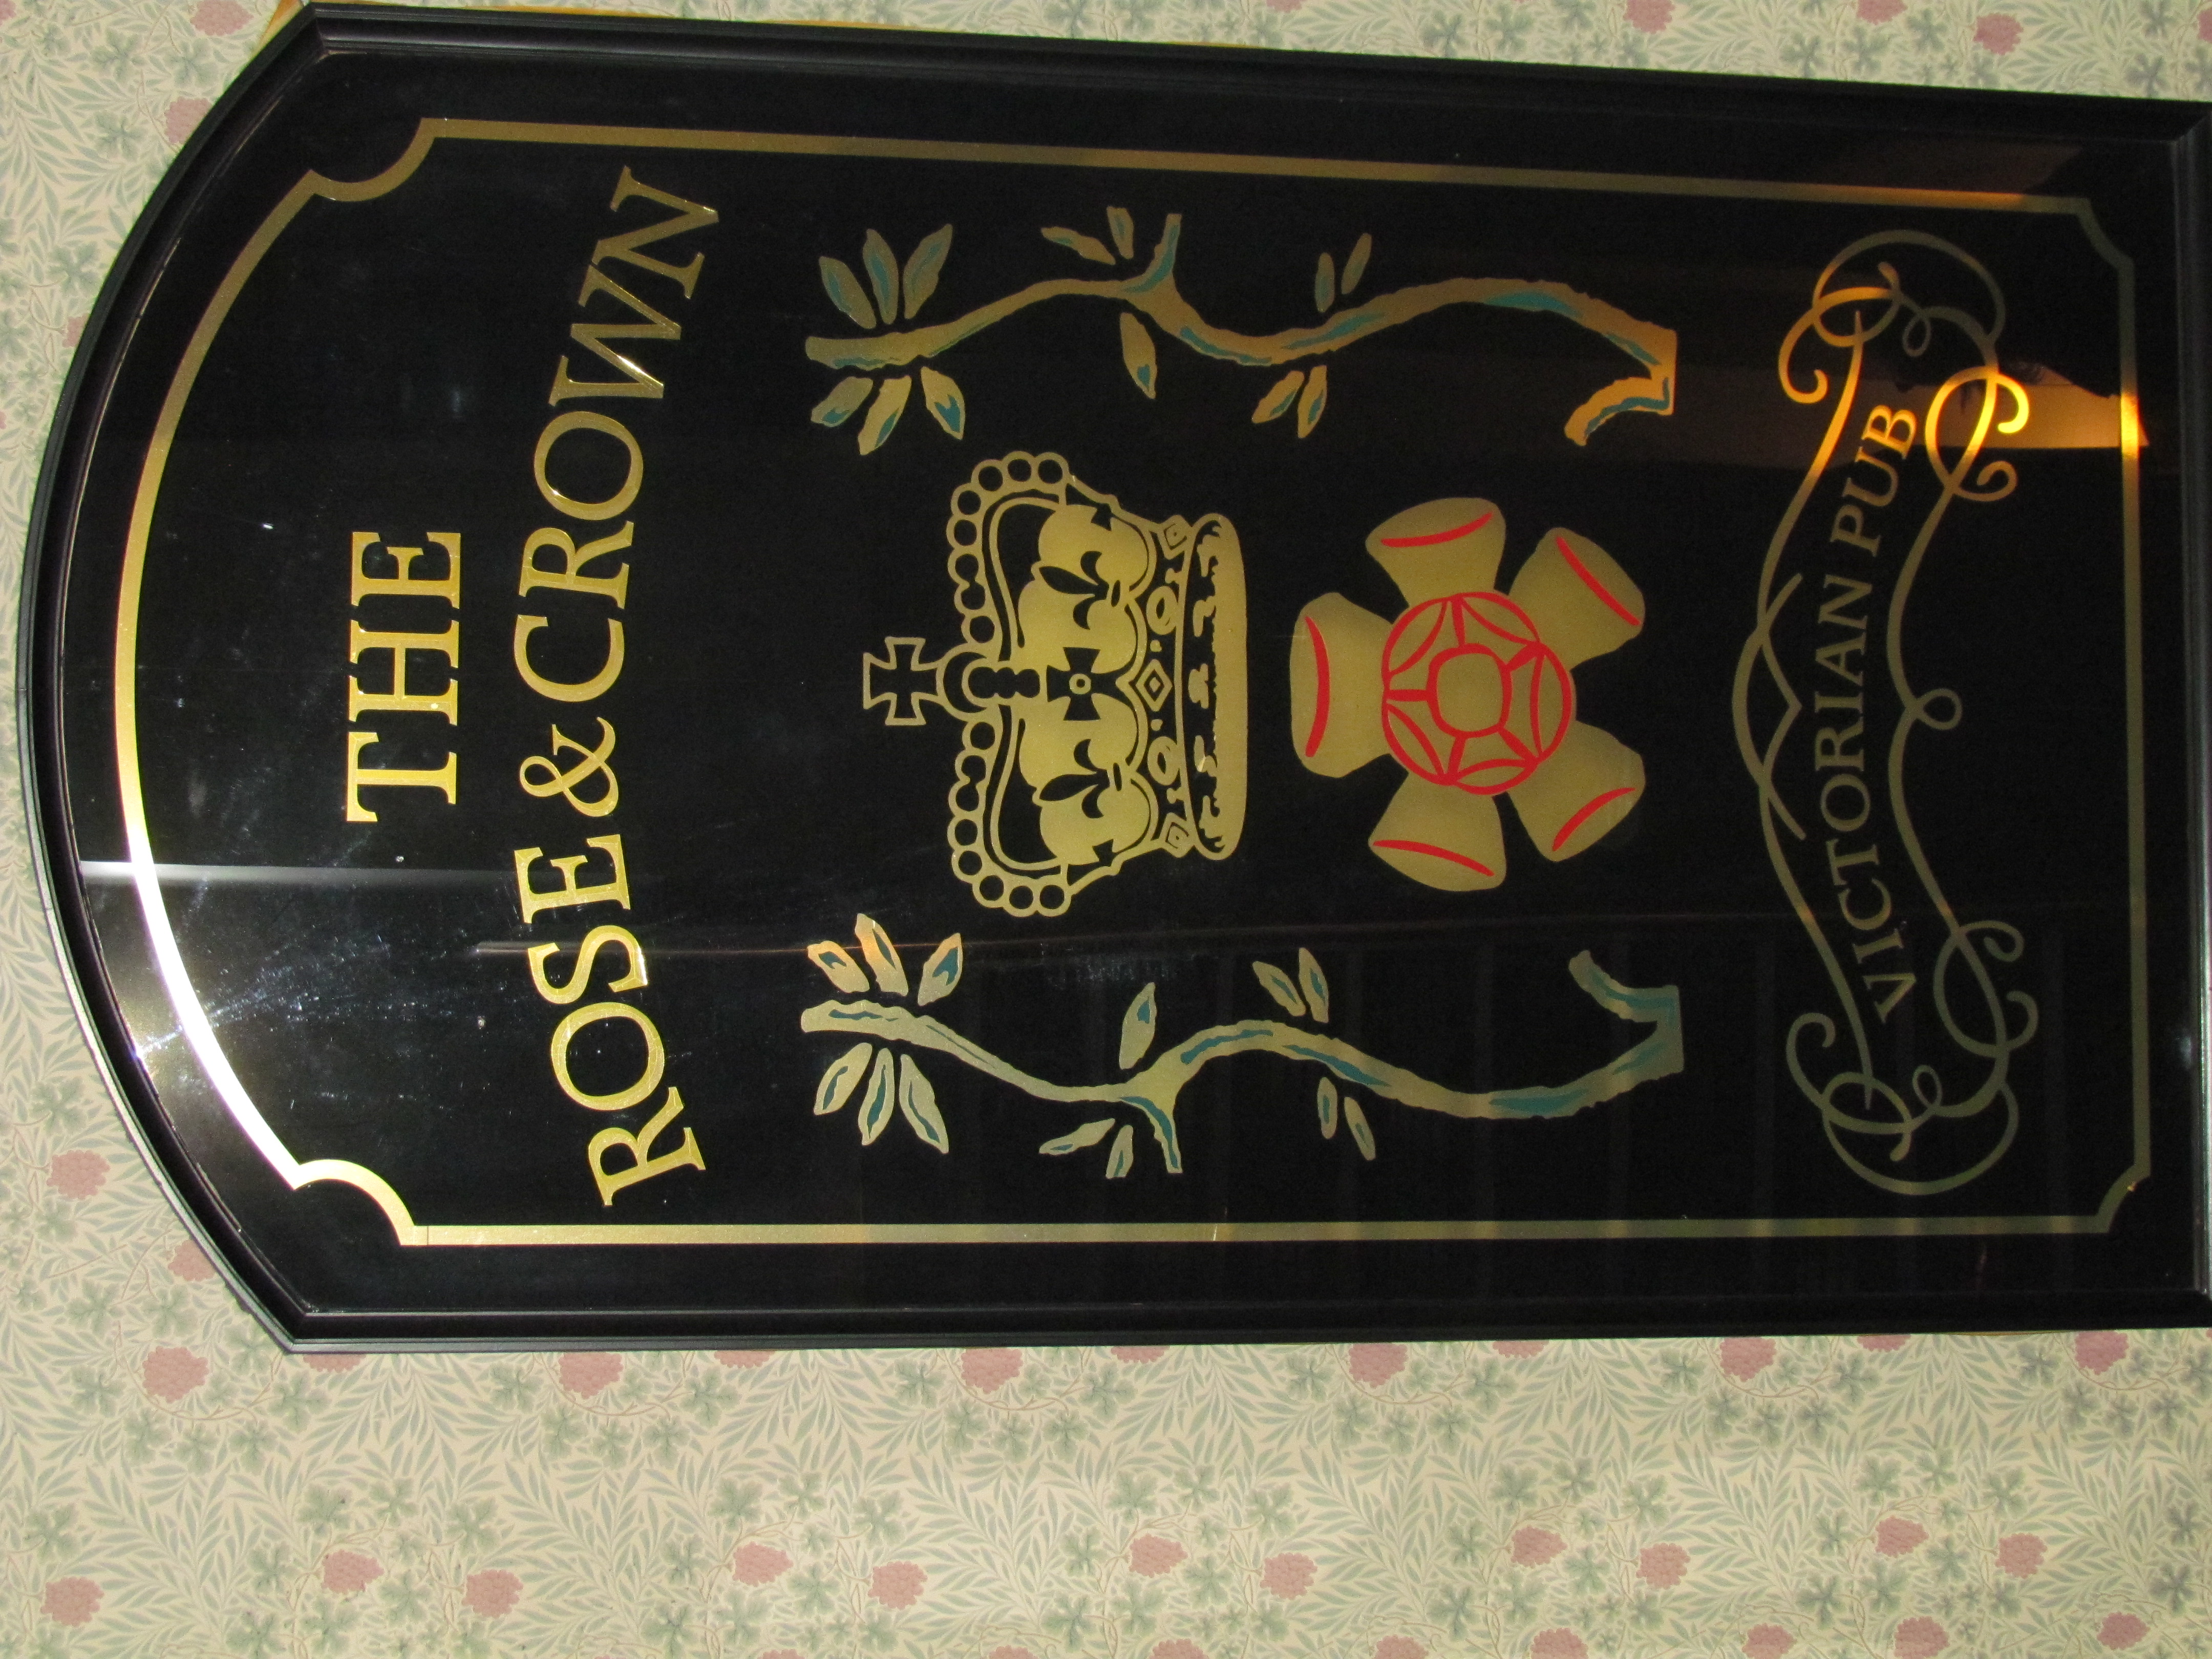 THE
ROSE & CROWN
VICTORIAN PUB